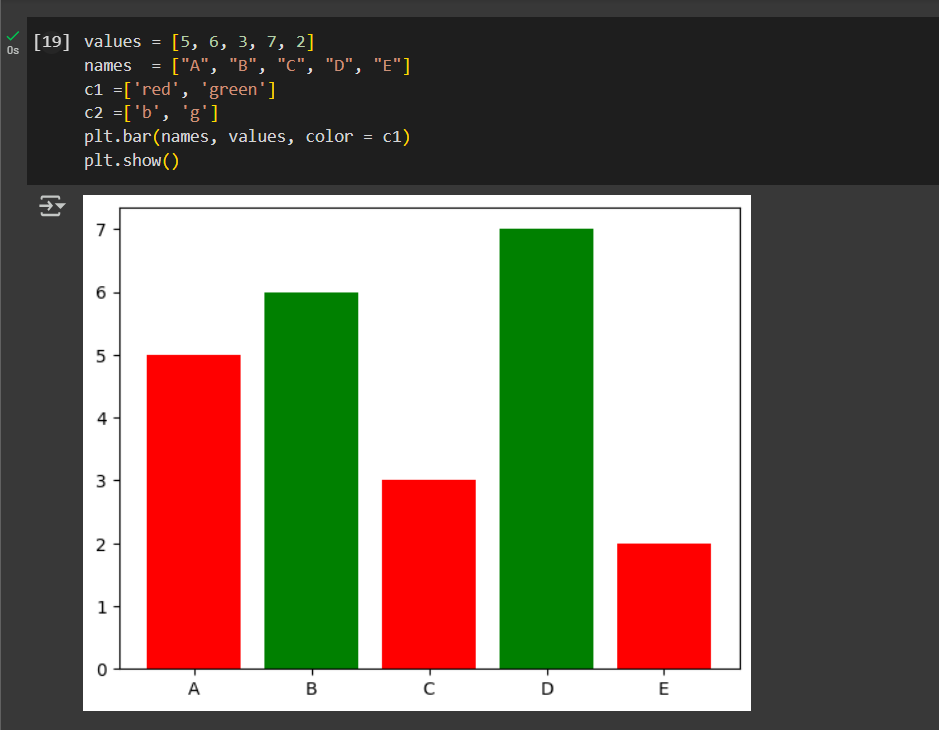 [19] values = [5, 6, 3, 7, 2]
names  = ["A", "B", "C", "D", "E"]
c1 =['red', 'green']
c2 =['b', 'g']
plt.bar(names, values, color = c1)
plt.show()
0s
7
6
5
4
3
2
1
0
A B C D E